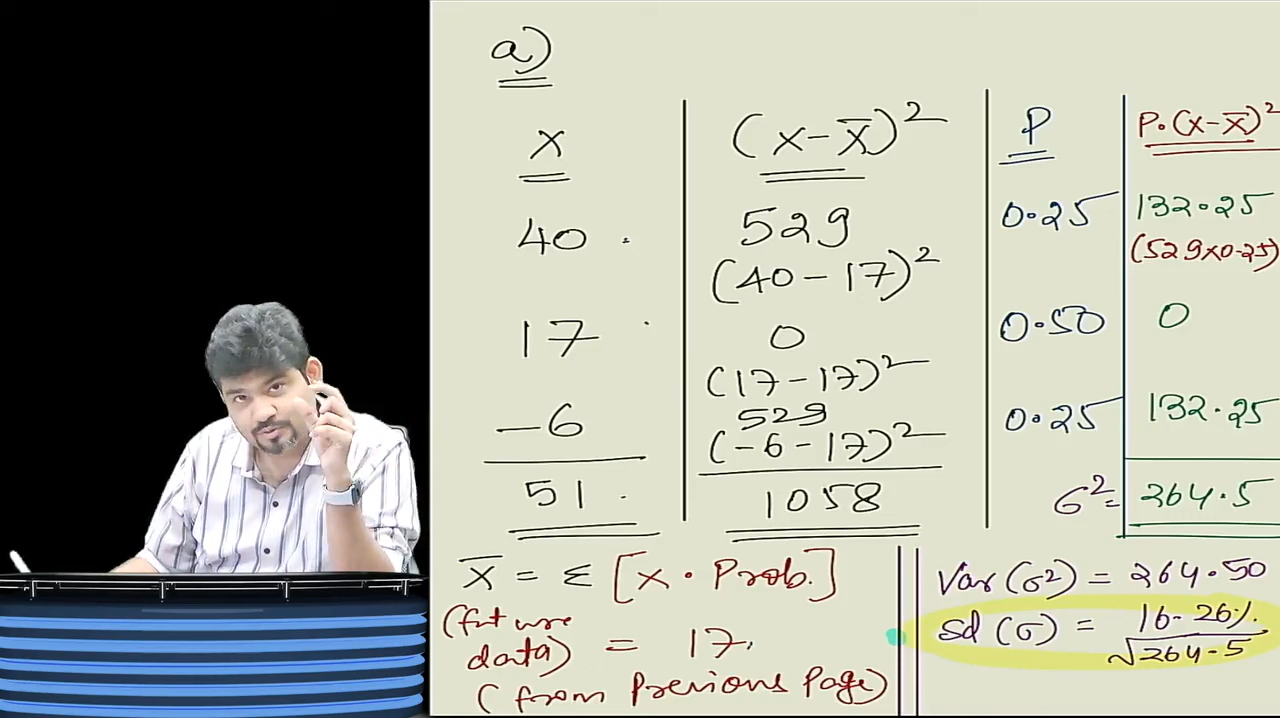 a)
x (x-x̅)² P P•(x-x̅)²
40 529 0.25 132.25
(40-17)² (529x0.25)
17 0 0.50 0
(17-17)²
-6 529 0.25 132.25
(-6-17)²
51 1058 σ²= 264.5
X̅ = Σ [x • Prob.]
(future data) = 17.
(from Previous Page)
Var(σ²) = 264.50
sd(σ) = 16.26%
√264.5